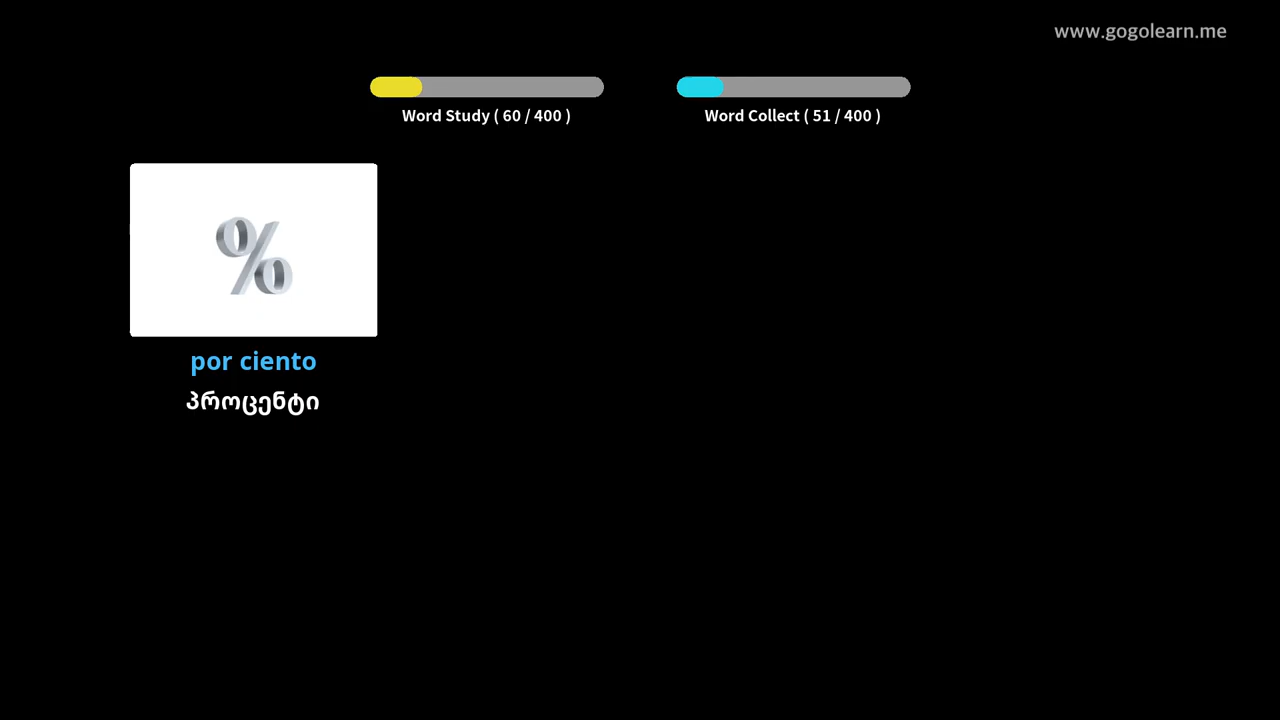 www.gogolearn.me
Word Study ( 60 / 400 )
Word Collect ( 51 / 400 )
%
por ciento
პროცენტი